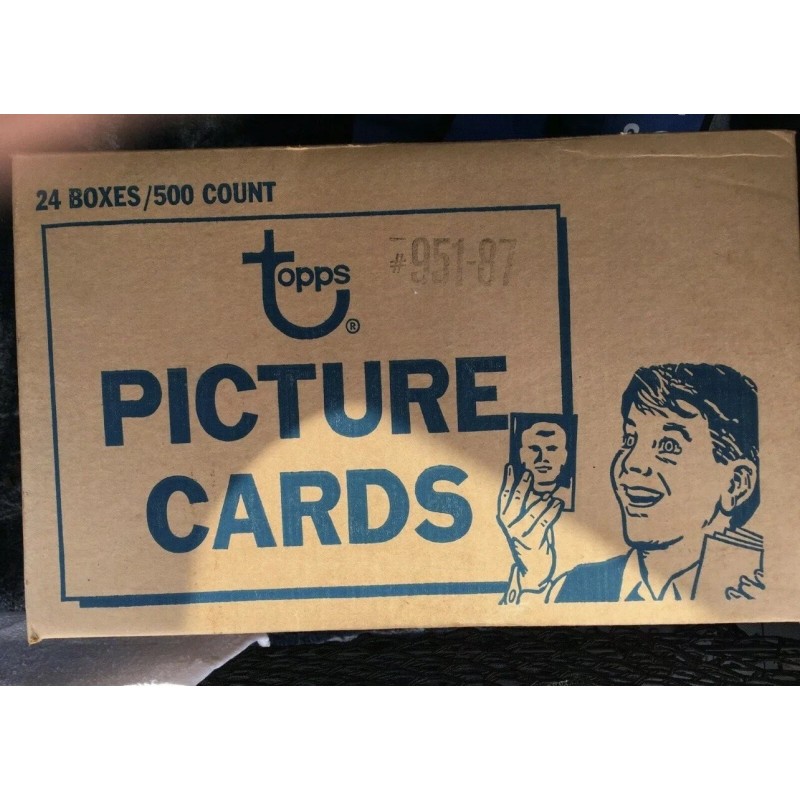 24 BOXES/500 COUNT
topps®
#951-87
PICTURE
CARDS